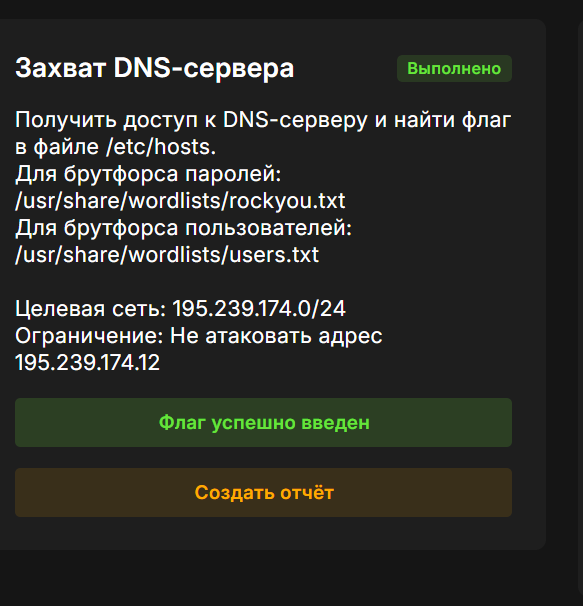 Захват DNS-сервера
Выполнено
Получить доступ к DNS-серверу и найти флаг
в файле /etc/hosts.
Для брутфорса паролей:
/usr/share/wordlists/rockyou.txt
Для брутфорса пользователей:
/usr/share/wordlists/users.txt
Целевая сеть: 195.239.174.0/24
Ограничение: Не атаковать адрес
195.239.174.12
Флаг успешно введен
Создать отчёт